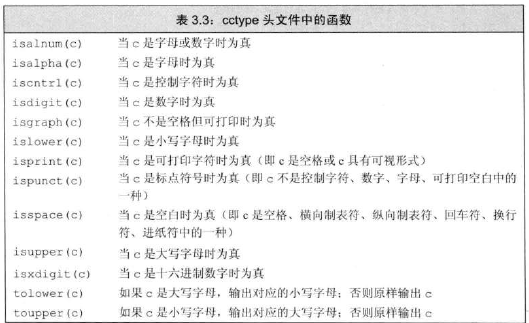 表 3.3：cctype 头文件中的函数
isalnum(c) 当 c 是字母或数字时为真
isalpha(c) 当 c 是字母时为真
iscntrl(c) 当 c 是控制字符时为真
isdigit(c) 当 c 是数字时为真
isgraph(c) 当 c 不是空格但可打印时为真
islower(c) 当 c 是小写字母时为真
isprint(c) 当 c 是可打印字符时为真（即 c 是空格或 c 具有可视形式）
ispunct(c) 当 c 是标点符号时为真（即 c 不是控制字符、数字、字母、可打印空白中的
一种）
isspace(c) 当 c 是空白时为真（即 c 是空格、横向制表符、纵向制表符、回车符、换行
符、进纸符中的一种）
isupper(c) 当 c 是大写字母时为真
isxdigit(c) 当 c 是十六进制数字时为真
tolower(c) 如果 c 是大写字母，输出对应的小写字母；否则原样输出 c
toupper(c) 如果 c 是小写字母，输出对应的大写字母；否则原样输出 c